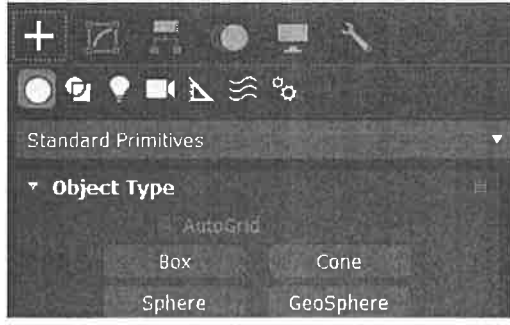 Standard Primitives
Object Type
AutoGrid
Box Cone
Sphere GeoSphere